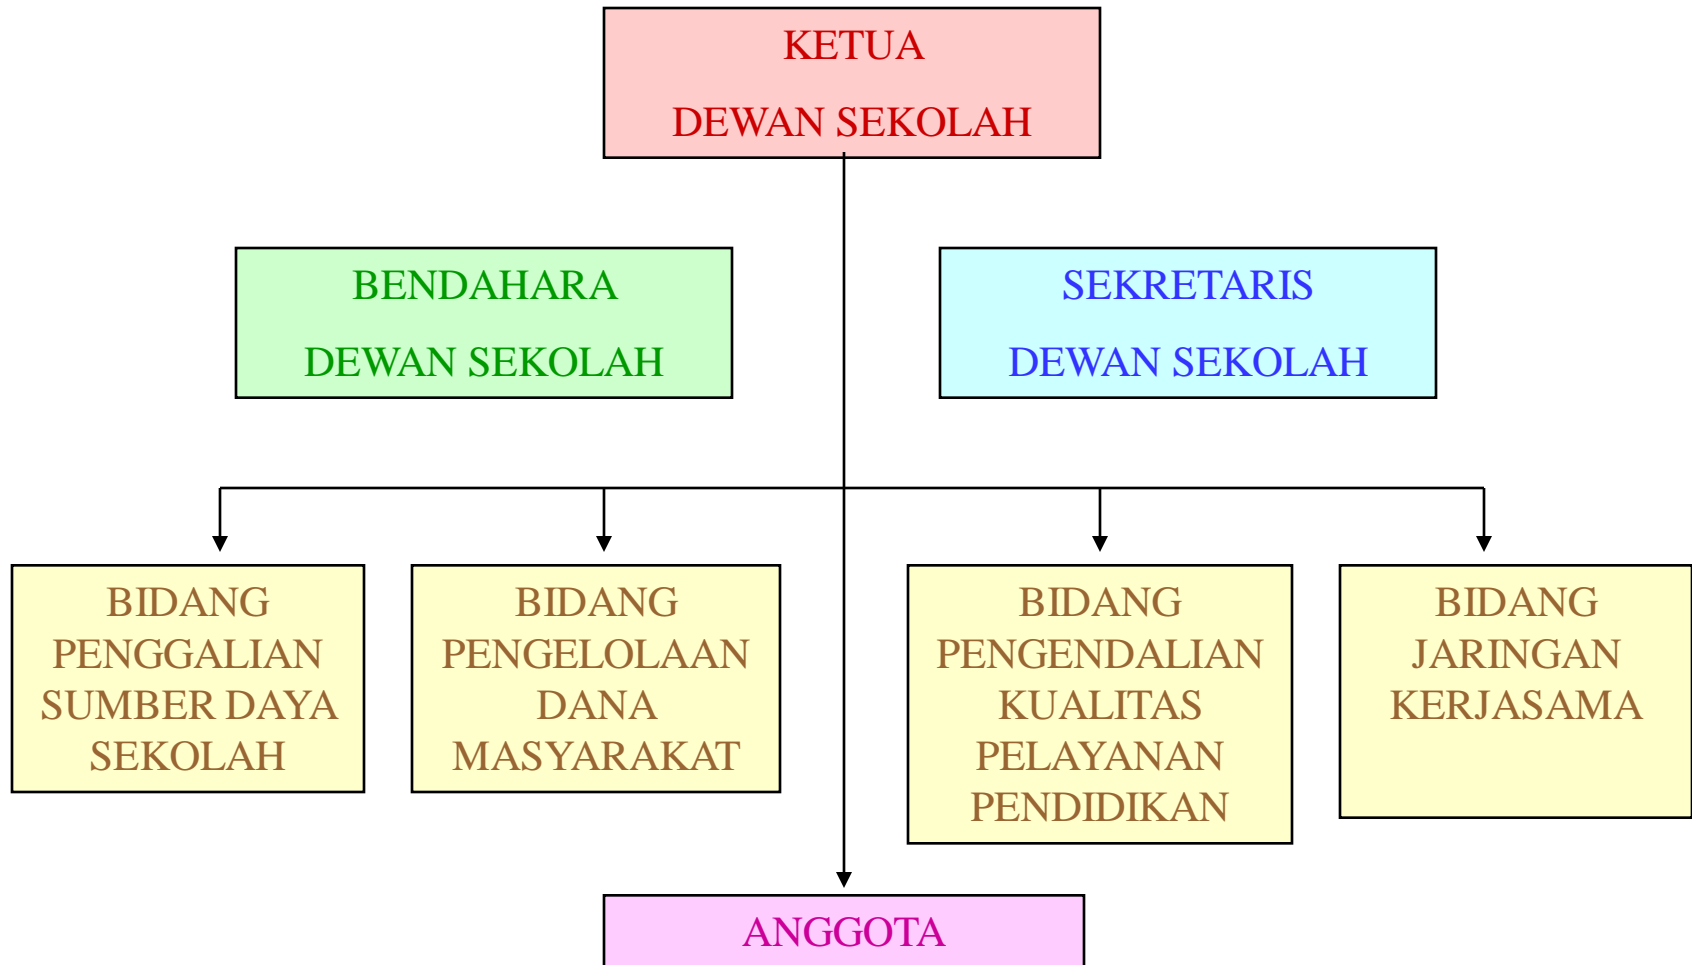 KETUA
DEWAN SEKOLAH
BENDAHARA
DEWAN SEKOLAH
SEKRETARIS
DEWAN SEKOLAH
BIDANG
PENGGALIAN
SUMBER DAYA
SEKOLAH
BIDANG
PENGELOLAAN
DANA
MASYARAKAT
BIDANG
PENGENDALIAN
KUALITAS
PELAYANAN
PENDIDIKAN
BIDANG
JARINGAN
KERJASAMA
ANGGOTA